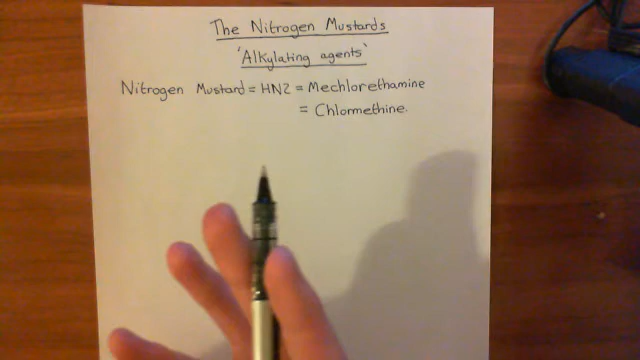 The Nitrogen Mustards
'Alkylating agents'
Nitrogen Mustard = HN2 = Mechlorethamine
= Chlormethine.